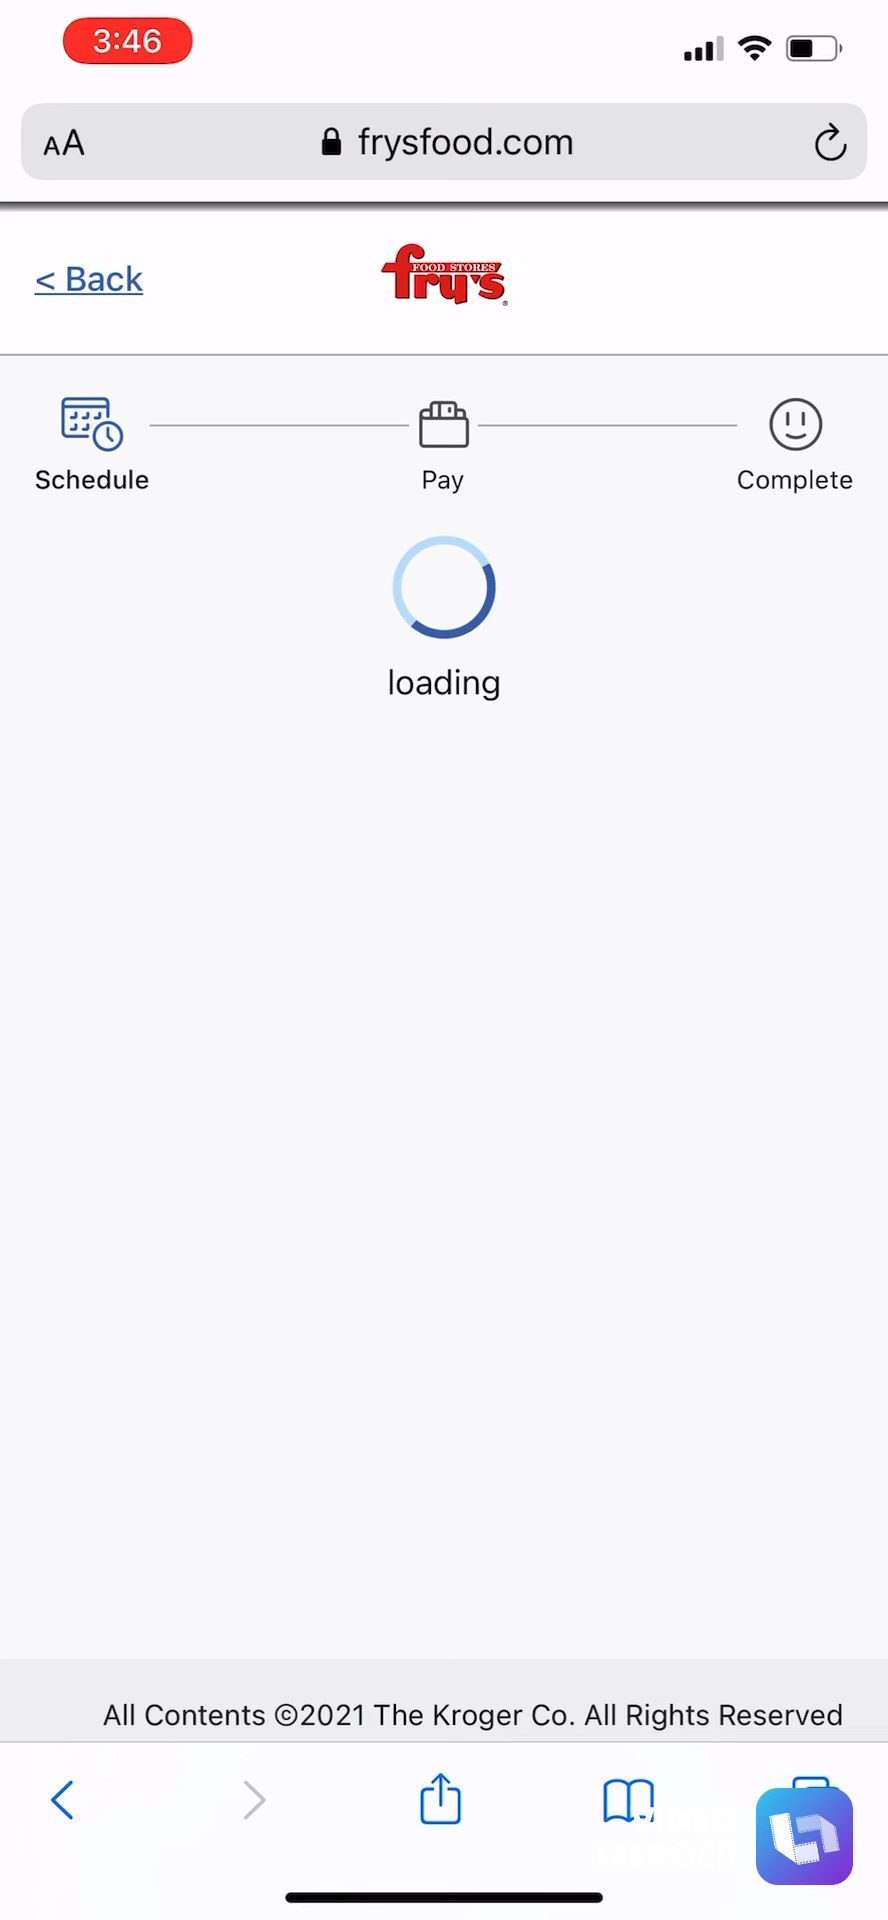 3:46
AA frysfood.com
< Back
FOOD STORES
fry's
Schedule
Pay
Complete
loading
All Contents ©2021 The Kroger Co. All Rights Reserved